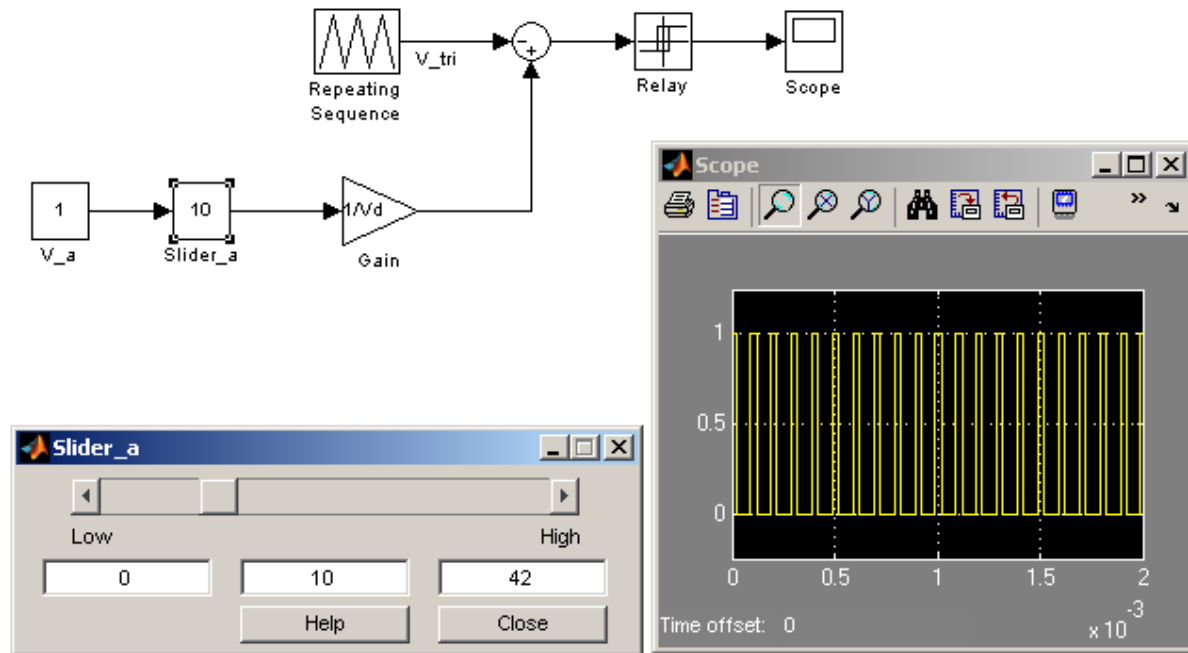 V_tri
- +
Repeating
Sequence
Relay
Scope
1
10
1/Vd
V_a
Slider_a
Gain
Scope
»
1
0.5
0
0
0.5
1
1.5
2
x 10
-3
Time offset: 0
Slider_a
Low
High
0
10
42
Help
Close